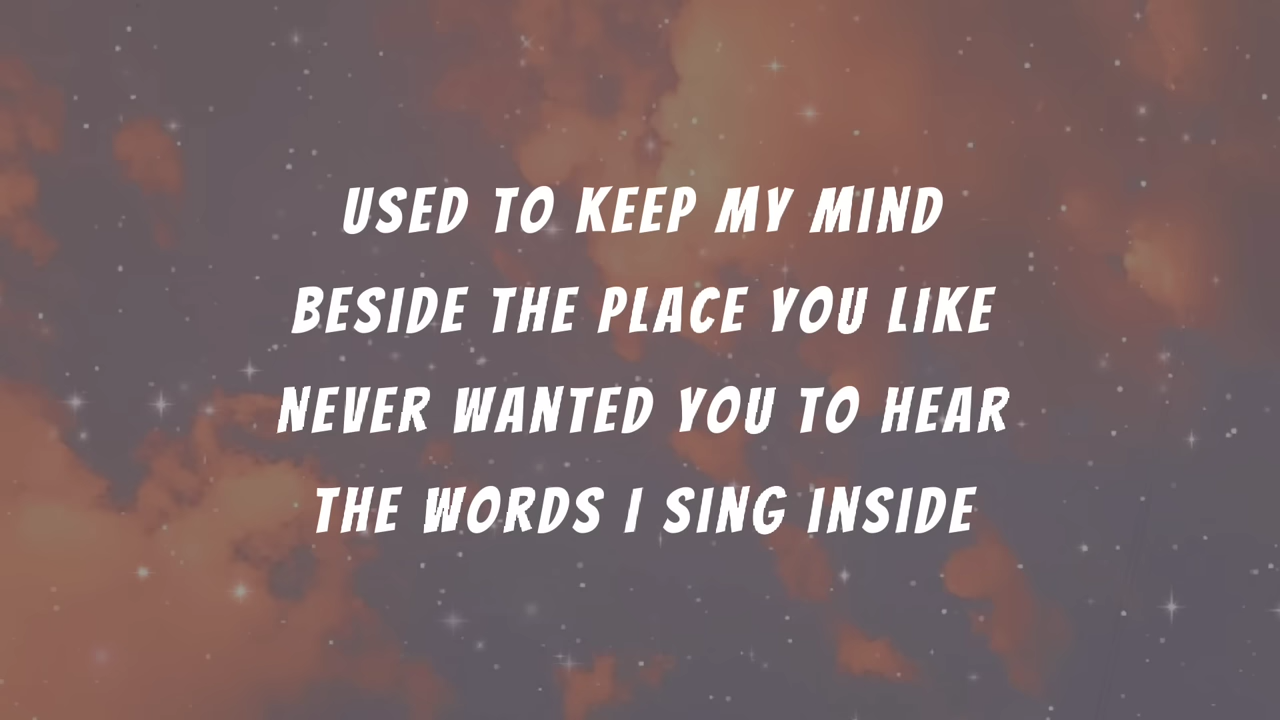 USED TO KEEP MY MIND
BESIDE THE PLACE YOU LIKE
NEVER WANTED YOU TO HEAR
THE WORDS I SING INSIDE